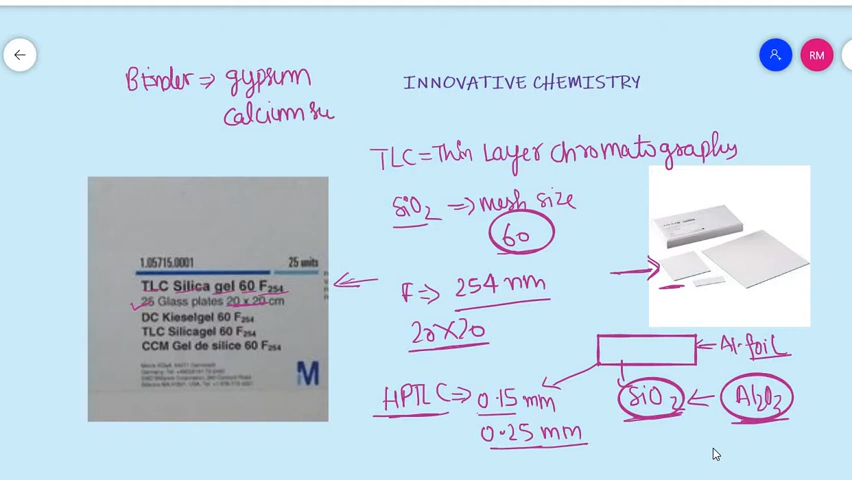 RM
Binder ⇒ gypsum
calcium su
INNOVATIVE CHEMISTRY
TLC = Thin Layer chromatography
SiO2 ⇒ mesh size
60
F ⇒ 254 nm
20×20
Al-foil
HPTLC ⇒ 0.15 mm
0.25 mm
SiO2 ← Al2O3
1.05715.0001 25 units
TLC Silica gel 60 F254
25 Glass plates 20 x 20 cm
DC Kieselgel 60 F254
TLC Silicagel 60 F254
CCM Gel de silice 60 F254
M